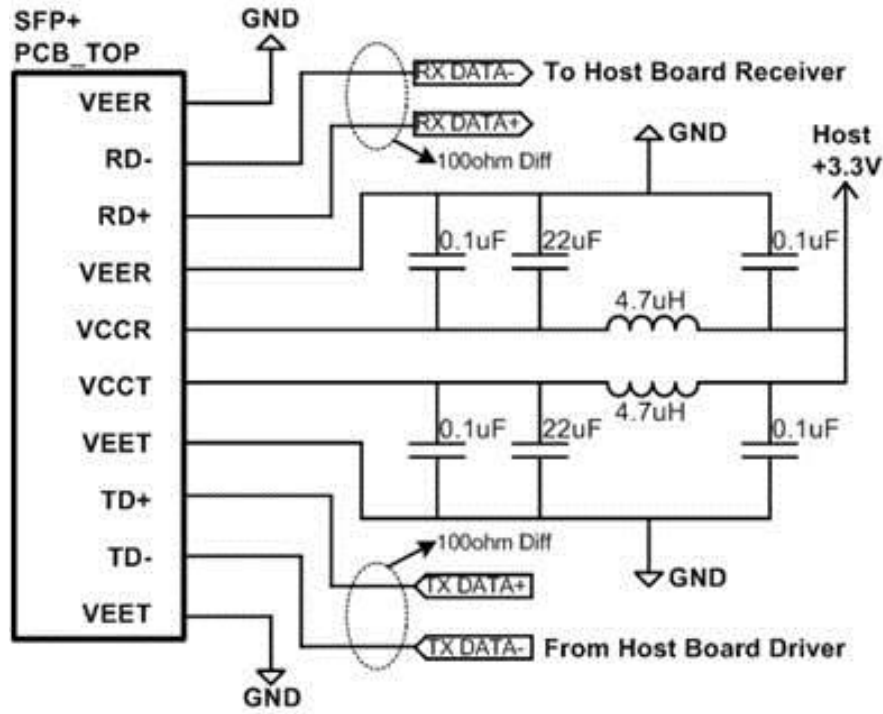 SFP+
PCB_TOP
GND
VEER
RX DATA- To Host Board Receiver
RD-
RX DATA+
100ohm Diff
GND
Host
+3.3V
RD+
VEER
0.1uF 22uF 0.1uF
4.7uH
VCCR
VCCT
4.7uH
VEET
0.1uF 22uF 0.1uF
TD+
100ohm Diff
TD-
TX DATA+
GND
VEET
TX DATA- From Host Board Driver
GND